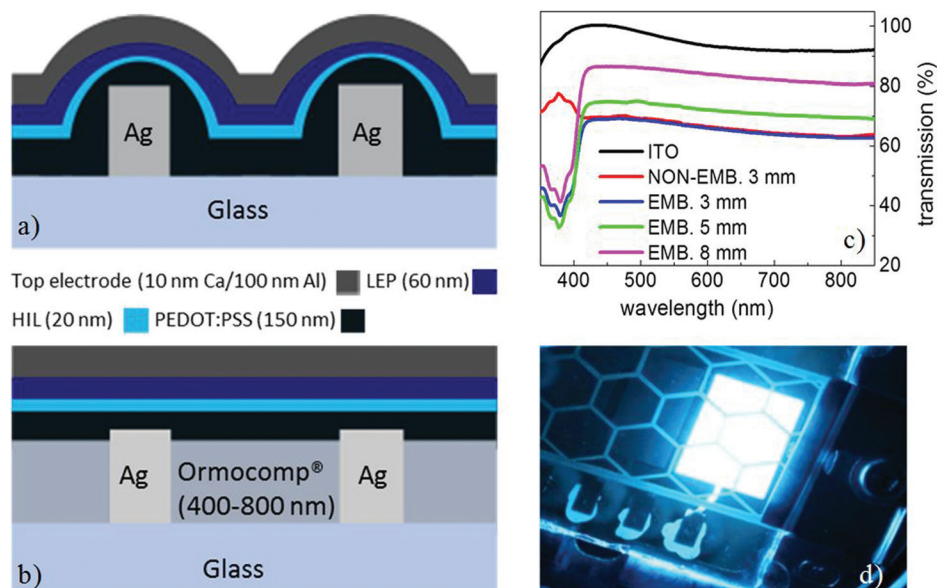 Ag
Ag
Glass
a)
Top electrode (10 nm Ca/100 nm Al)
LEP (60 nm)
HIL (20 nm)
PEDOT:PSS (150 nm)
Ag
Ormocomp®
(400-800 nm)
Ag
Glass
b)
100
80
60
40
20
transmission (%)
ITO
NON-EMB. 3 mm
EMB. 3 mm
EMB. 5 mm
EMB. 8 mm
c)
400 500 600 700 800
wavelength (nm)
d)